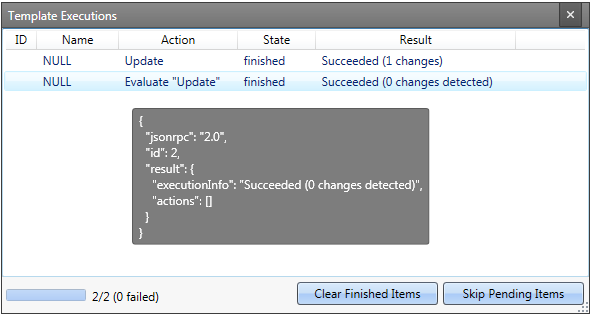 Template Executions
ID Name Action State Result
NULL Update finished Succeeded (1 changes)
NULL Evaluate "Update" finished Succeeded (0 changes detected)
{
"jsonrpc": "2.0",
"id": 2,
"result": {
"executionInfo": "Succeeded (0 changes detected)",
"actions": []
}
}
2/2 (0 failed) Clear Finished Items Skip Pending Items